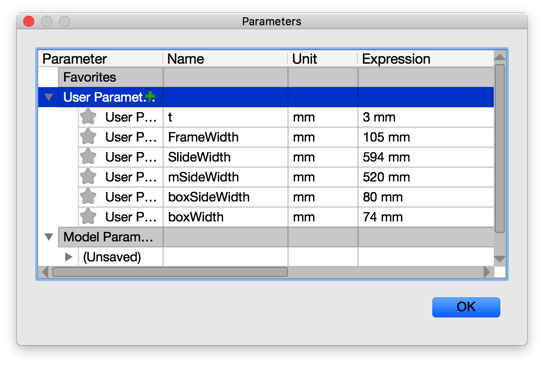 Parameters
Parameter Name Unit Expression
Favorites
User Paramet...
User P... t mm 3 mm
User P... FrameWidth mm 105 mm
User P... SlideWidth mm 594 mm
User P... mSideWidth mm 520 mm
User P... boxSideWidth mm 80 mm
User P... boxWidth mm 74 mm
Model Param...
(Unsaved)
OK